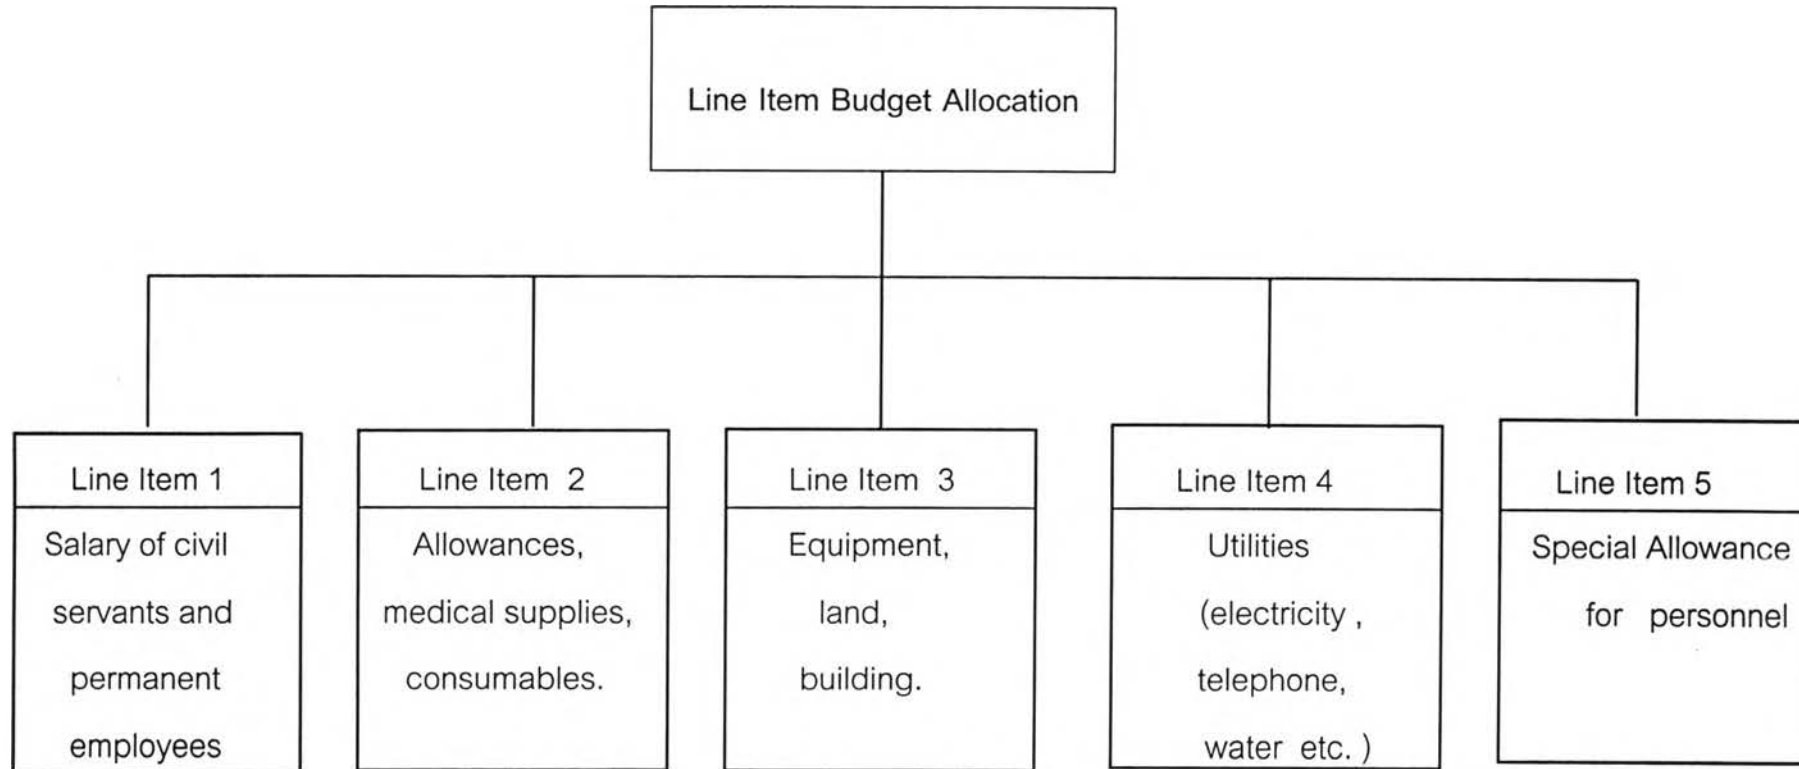 Line Item Budget Allocation
Line Item 1
Salary of civil
servants and
permanent
employees
Line Item 2
Allowances,
medical supplies,
consumables.
Line Item 3
Equipment,
land,
building.
Line Item 4
Utilities
(electricity ,
telephone,
water etc. )
Line Item 5
Special Allowance
for personnel